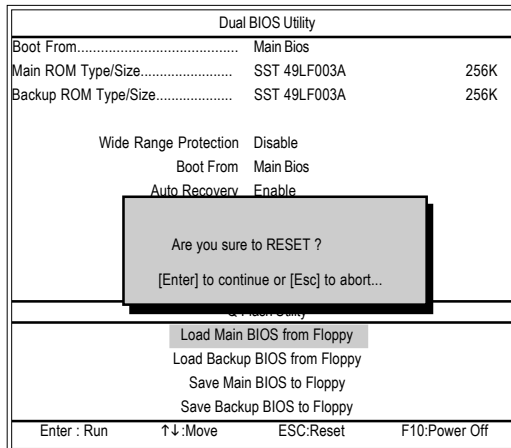 Dual BIOS Utility
Boot From......................................... Main Bios
Main ROM Type/Size....................... SST 49LF003A 256K
Backup ROM Type/Size................... SST 49LF003A 256K
Wide Range Protection Disable
Boot From Main Bios
Auto Recovery Enable
Are you sure to RESET ?
[Enter] to continue or [Esc] to abort...
Load Main BIOS from Floppy
Load Backup BIOS from Floppy
Save Main BIOS to Floppy
Save Backup BIOS to Floppy
Enter : Run ↑↓:Move ESC:Reset F10:Power Off